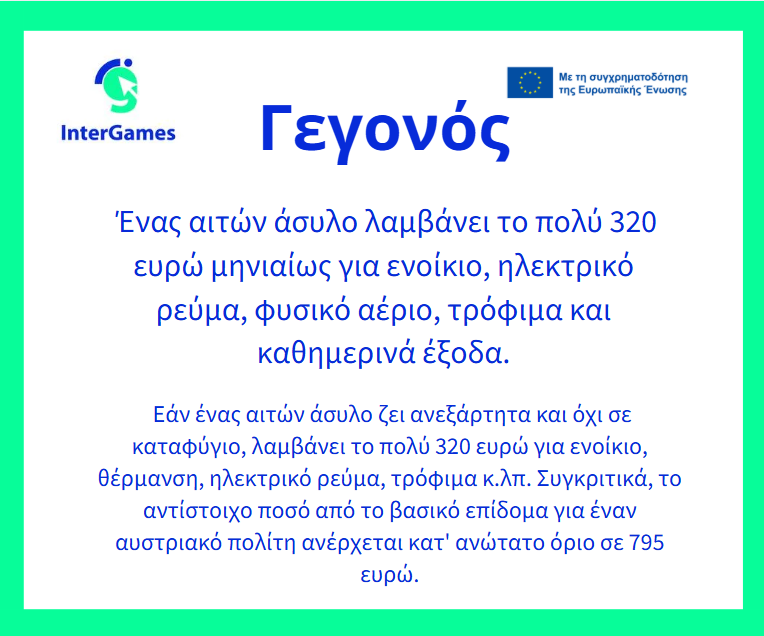 InterGames
Με τη συγχρηματοδότηση
της Ευρωπαϊκής Ένωσης
Γεγονός
Ένας αιτών άσυλο λαμβάνει το πολύ 320
ευρώ μηνιαίως για ενοίκιο, ηλεκτρικό
ρεύμα, φυσικό αέριο, τρόφιμα και
καθημερινά έξοδα.
Εάν ένας αιτών άσυλο ζει ανεξάρτητα και όχι σε
καταφύγιο, λαμβάνει το πολύ 320 ευρώ για ενοίκιο,
θέρμανση, ηλεκτρικό ρεύμα, τρόφιμα κ.λπ. Συγκριτικά, το
αντίστοιχο ποσό από το βασικό επίδομα για έναν
αυστριακό πολίτη ανέρχεται κατ' ανώτατο όριο σε 795
ευρώ.